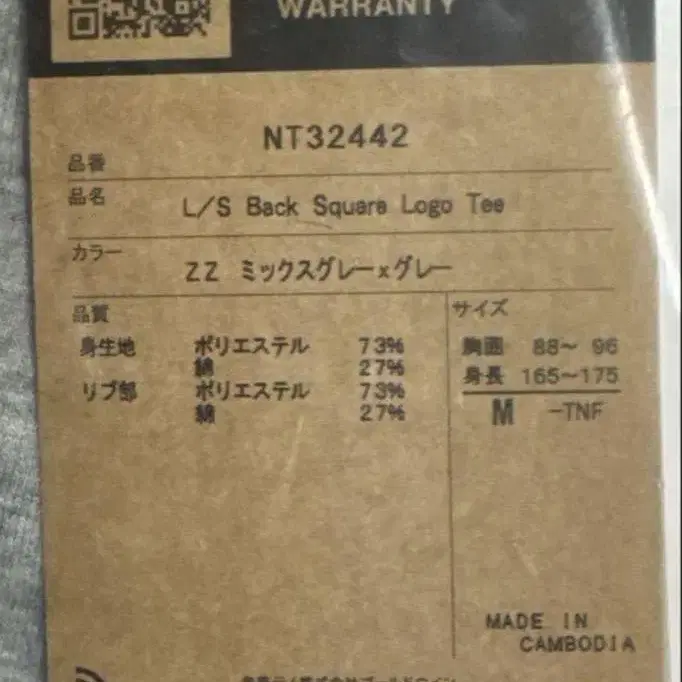 WARRANTY
NT32442
品番
品名
L/S Back Square Logo Tee
カラー
ZZ ミックスグレー×グレー
品質
身生地 ポリエステル 73%
綿 27%
リブ部 ポリエステル 73%
綿 27%
サイズ
胸囲 88～ 96
身長 165～175
M -TNF
MADE IN
CAMBODIA